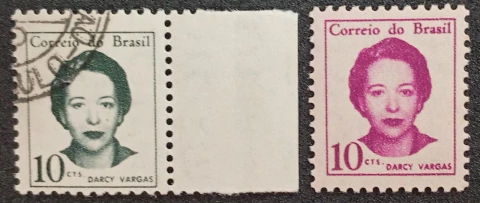 Correio do Brasil
10 CTS. DARCY VARGAS
Correio do Brasil
10 CTS. DARCY VARGAS